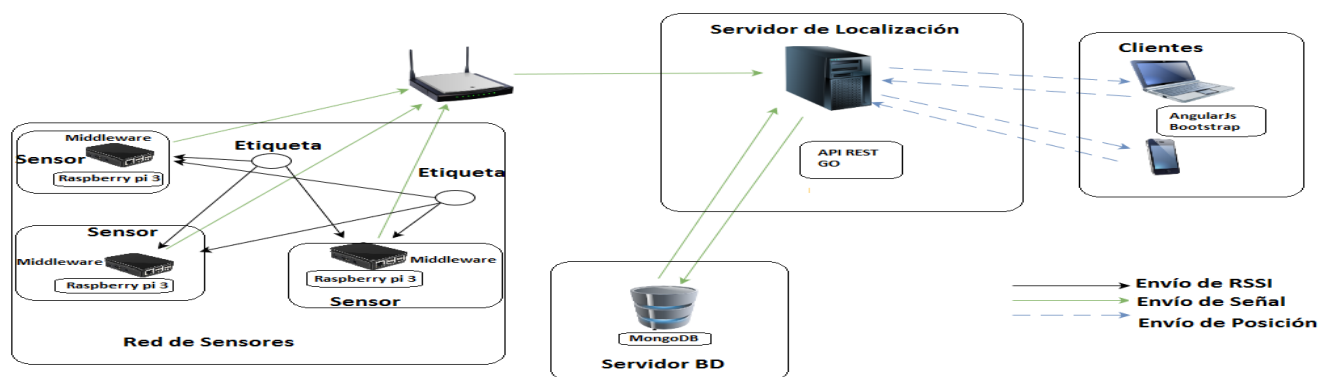 Servidor de Localización
Clientes
AngularJs
Bootstrap
API REST
GO
Middleware
Sensor
Raspberry pi 3
Etiqueta
Etiqueta
Sensor
Middleware
Raspberry pi 3
Middleware
Raspberry pi 3
Sensor
Red de Sensores
MongoDB
Servidor BD
Envío de RSSI
Envío de Señal
Envío de Posición